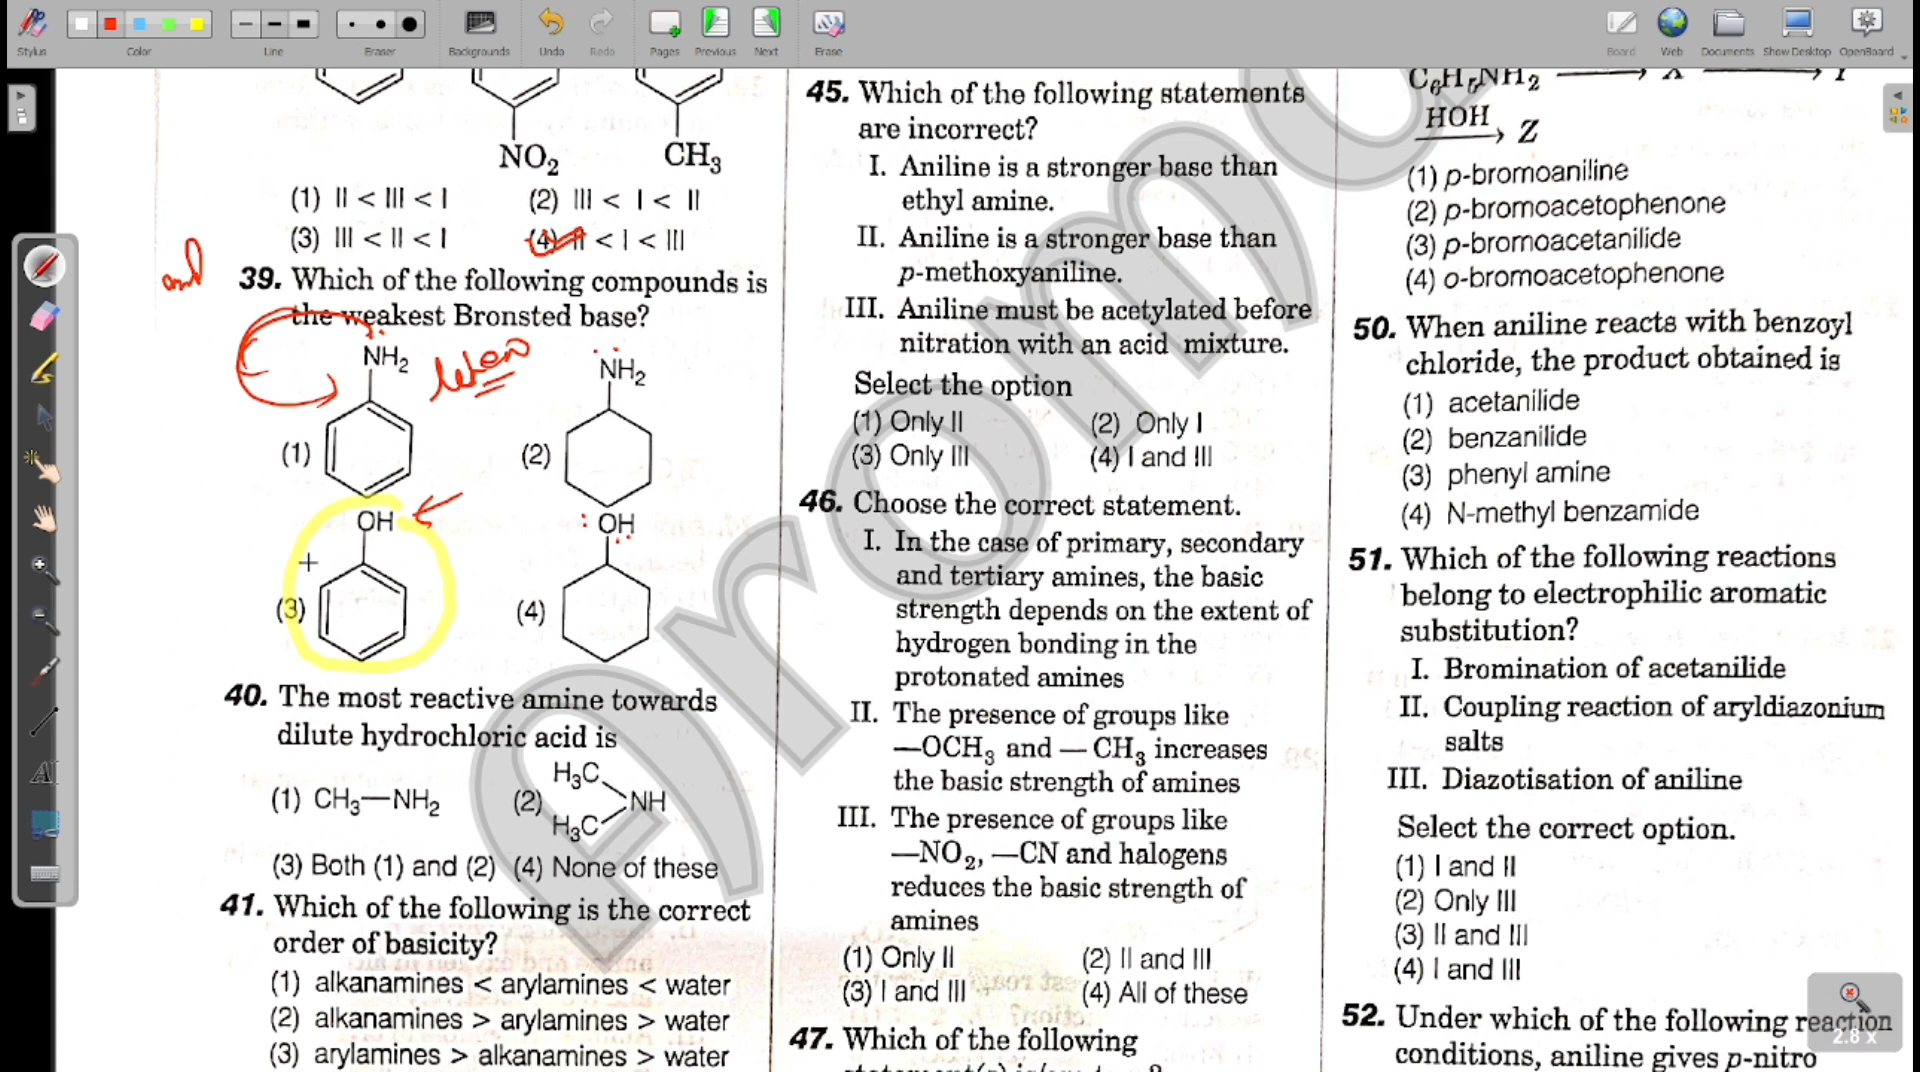 Stylus
Color
Line
Eraser
Backgrounds
Undo
Redo
Pages
Previous
Next
Erase
Board
Web
Documents
Show Desktop
OpenBoard
NO₂ CH₃
(1) II < III < I (2) III < I < II
(3) III < II < I (4) II < I < III
39. Which of the following compounds is
the weakest Bronsted base?
NH₂
NH₂
(1)
(2)
OH
OH
+
(3)
(4)
40. The most reactive amine towards
dilute hydrochloric acid is
H₃C
(1) CH₃—NH₂ (2) NH
H₃C
(3) Both (1) and (2) (4) None of these
41. Which of the following is the correct
order of basicity?
(1) alkanamines < arylamines < water
(2) alkanamines > arylamines > water
(3) arylamines > alkanamines > water
45. Which of the following statements
are incorrect?
I. Aniline is a stronger base than
ethyl amine.
II. Aniline is a stronger base than
p-methoxyaniline.
III. Aniline must be acetylated before
nitration with an acid mixture.
Select the option
(1) Only II (2) Only I
(3) Only III (4) I and III
46. Choose the correct statement.
I. In the case of primary, secondary
and tertiary amines, the basic
strength depends on the extent of
hydrogen bonding in the
protonated amines
II. The presence of groups like
—OCH₃ and — CH₃ increases
the basic strength of amines
III. The presence of groups like
—NO₂, —CN and halogens
reduces the basic strength of
amines
(1) Only II (2) II and III
(3) I and III (4) All of these
47. Which of the following
C₆H₅NH₂ → X → Y
HOH
→ Z
(1) p-bromoaniline
(2) p-bromoacetophenone
(3) p-bromoacetanilide
(4) o-bromoacetophenone
50. When aniline reacts with benzoyl
chloride, the product obtained is
(1) acetanilide
(2) benzanilide
(3) phenyl amine
(4) N-methyl benzamide
51. Which of the following reactions
belong to electrophilic aromatic
substitution?
I. Bromination of acetanilide
II. Coupling reaction of aryldiazonium
salts
III. Diazotisation of aniline
Select the correct option.
(1) I and II
(2) Only III
(3) II and III
(4) I and III
52. Under which of the following reaction
conditions, aniline gives p-nitro
2.8 x
Aroma